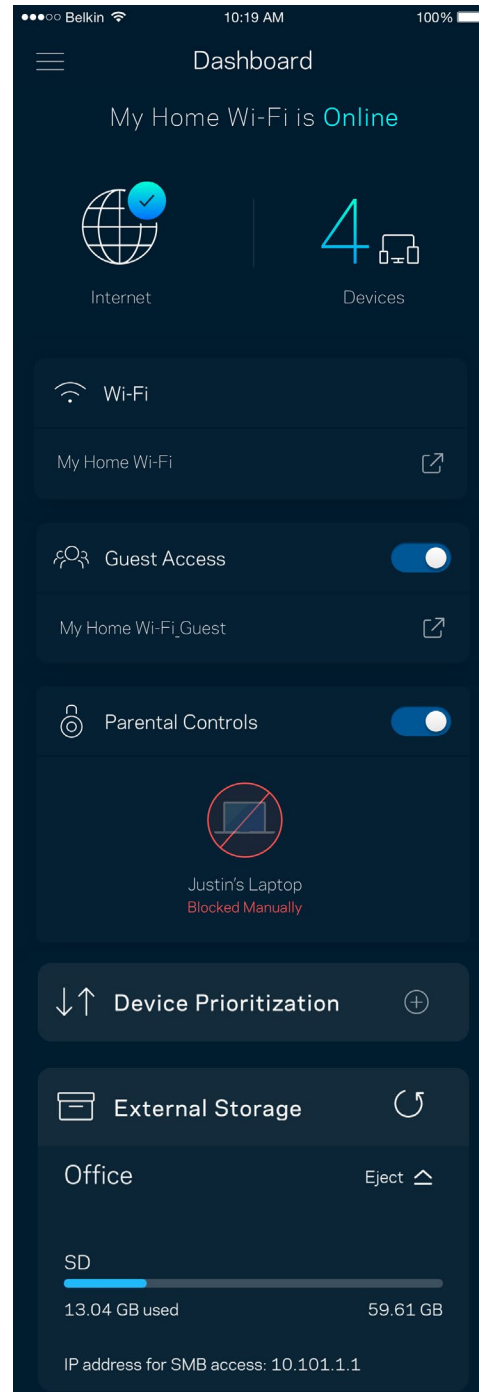 Belkin 10:19 AM 100%
Dashboard
My Home Wi-Fi is Online
4
Internet Devices
Wi-Fi
My Home Wi-Fi
Guest Access
My Home Wi-Fi_Guest
Parental Controls
Justin's Laptop
Blocked Manually
Device Prioritization
External Storage
Office Eject
SD
13.04 GB used 59.61 GB
IP address for SMB access: 10.101.1.1